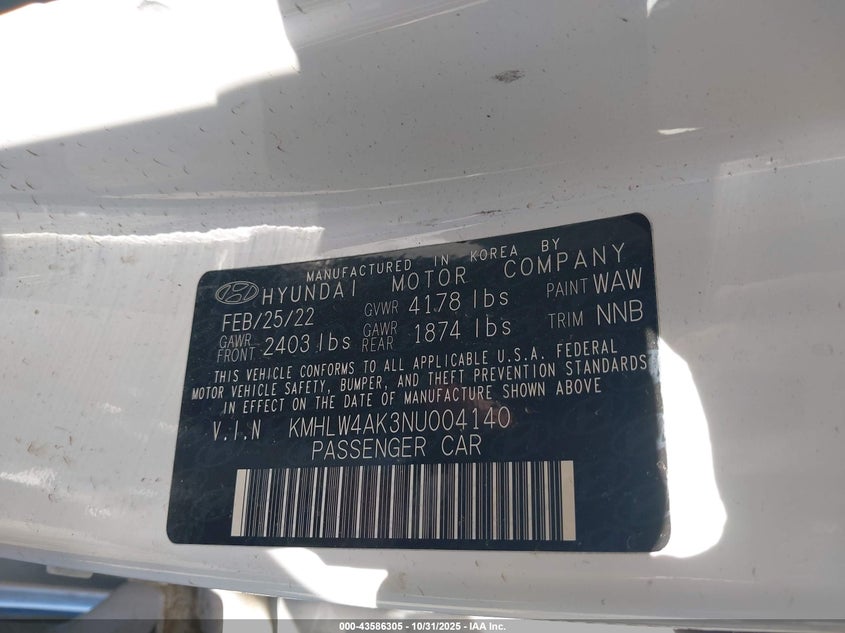 MANUFACTURED IN KOREA BY
HYUNDAI MOTOR COMPANY
FEB/25/22 GVWR 4178 lbs PAINT WAW
GAWR FRONT 2403 lbs GAWR REAR 1874 lbs TRIM NNB
THIS VEHICLE CONFORMS TO ALL APPLICABLE U.S.A. FEDERAL
MOTOR VEHICLE SAFETY, BUMPER, AND THEFT PREVENTION STANDARDS
IN EFFECT ON THE DATE OF MANUFACTURE SHOWN ABOVE
V.I.N KMHLW4AK3NU004140
PASSENGER CAR
000-43586305 - 10/31/2025 - IAA Inc.